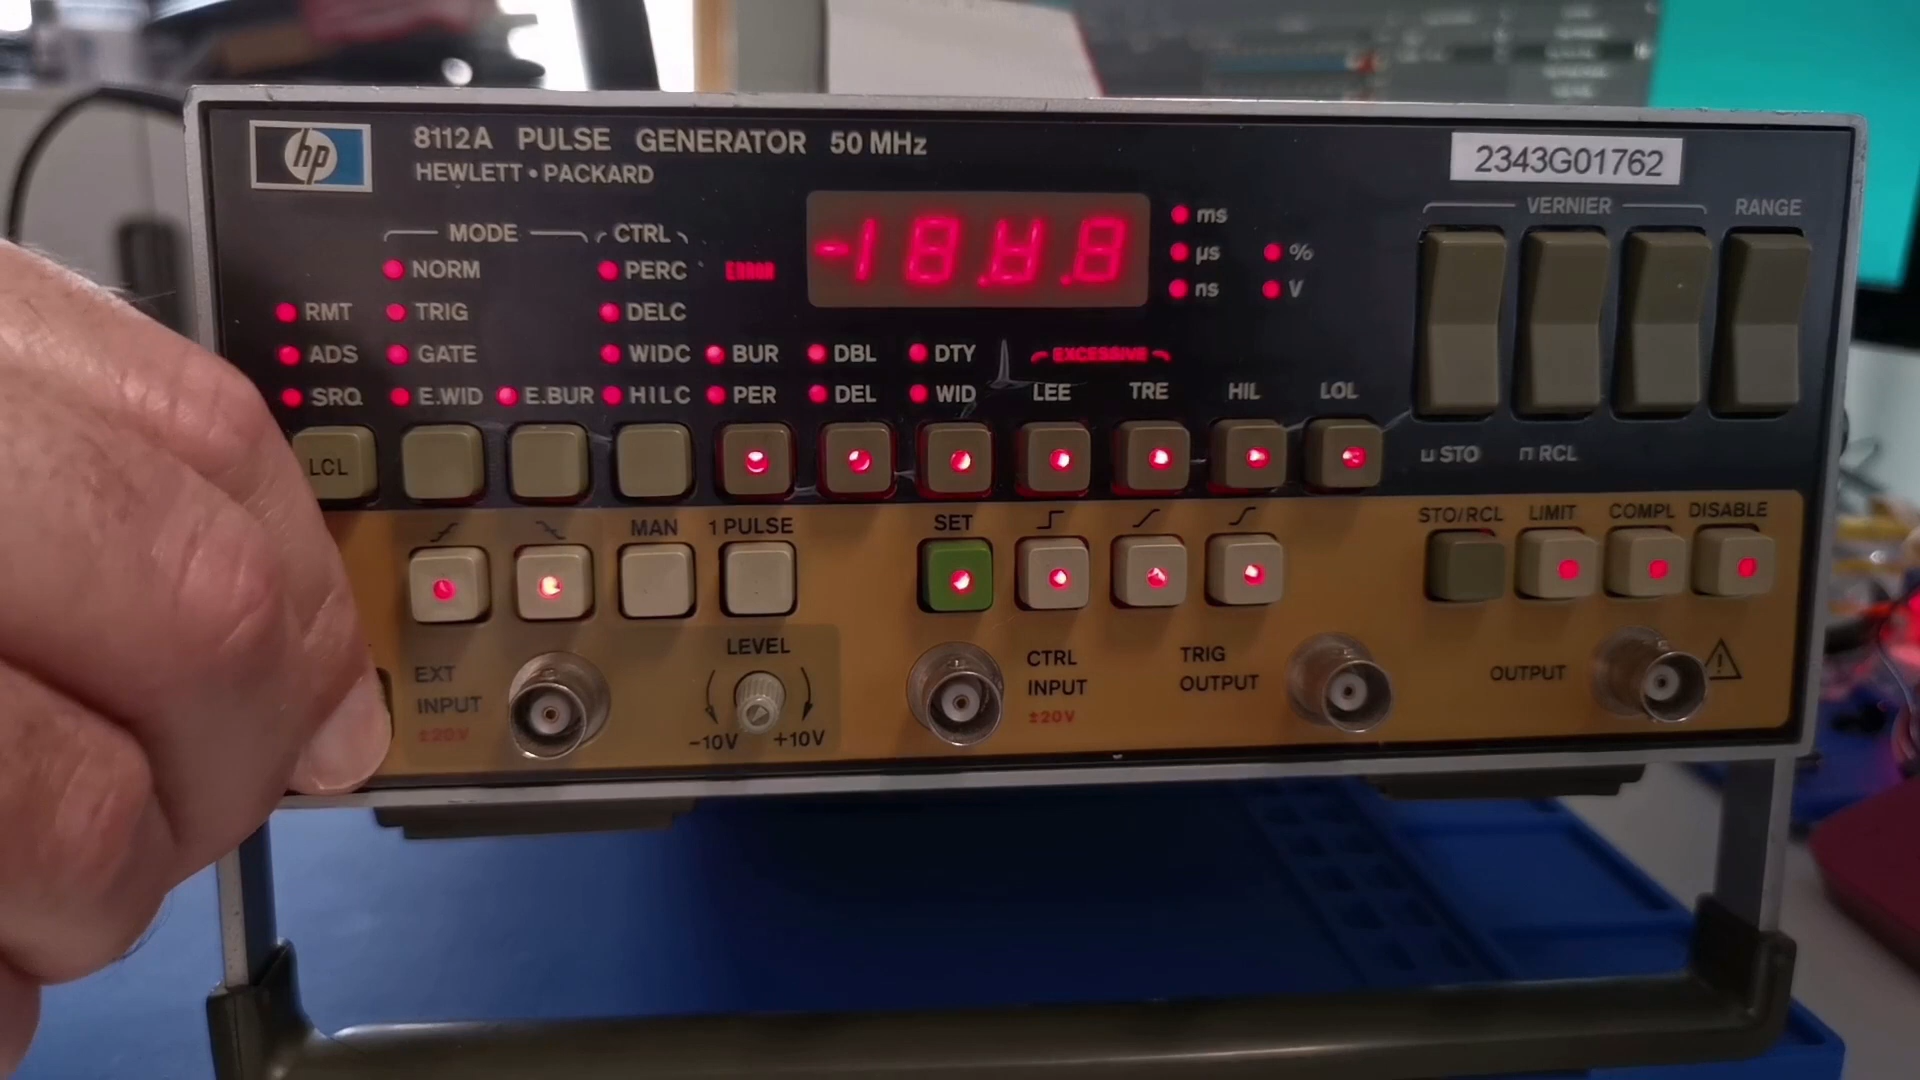 hp
8112A PULSE GENERATOR 50 MHz
HEWLETT • PACKARD
2343G01762
MODE
CTRL
VERNIER
RANGE
NORM
PERC
ERROR
ms
µs
%
ns
V
RMT
TRIG
DELC
ADS
GATE
WIDC
BUR
DBL
DTY
EXCESSIVE
SRQ
E.WID
E.BUR
HILC
PER
DEL
WID
LEE
TRE
HIL
LOL
LCL
STO
RCL
MAN
1 PULSE
SET
STO/RCL
LIMIT
COMPL
DISABLE
EXT
INPUT
±20V
LEVEL
-10V
+10V
CTRL
INPUT
±20V
TRIG
OUTPUT
OUTPUT